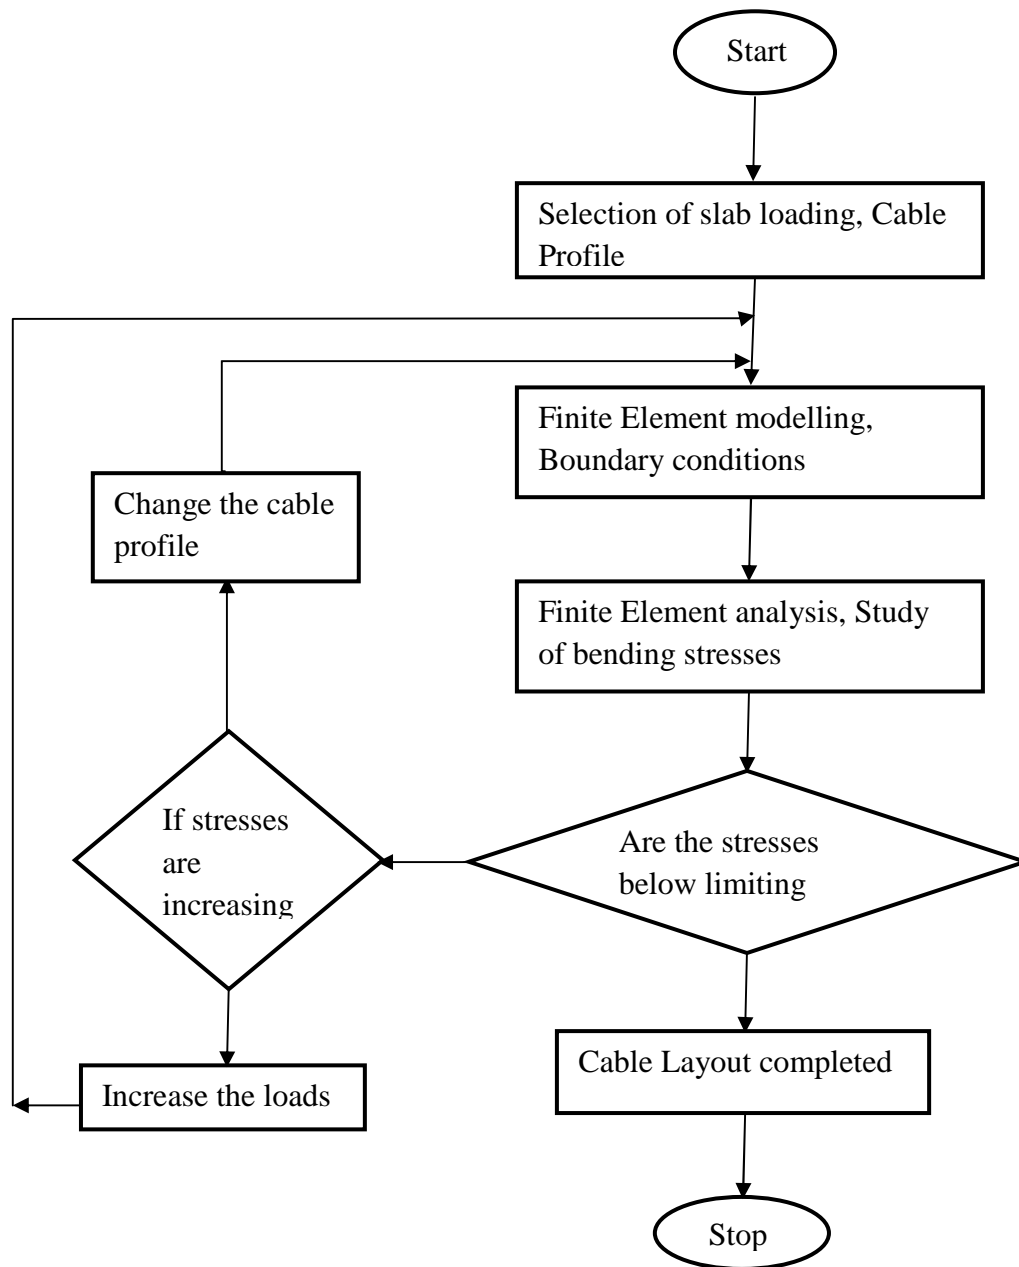 Start
Selection of slab loading, Cable
Profile
Finite Element modelling,
Boundary conditions
Change the cable
profile
Finite Element analysis, Study
of bending stresses
If stresses
are
increasing
Are the stresses
below limiting
Cable Layout completed
Increase the loads
Stop